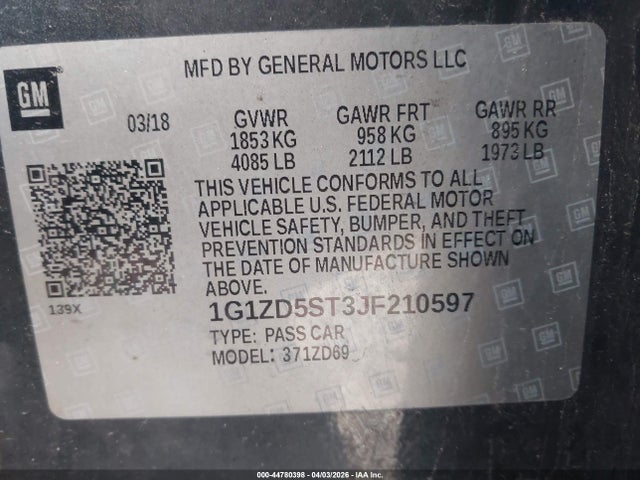 GM
MFD BY GENERAL MOTORS LLC
03/18
GVWR
1853 KG
4085 LB
GAWR FRT
958 KG
2112 LB
GAWR RR
895 KG
1973 LB
THIS VEHICLE CONFORMS TO ALL
APPLICABLE U.S. FEDERAL MOTOR
VEHICLE SAFETY, BUMPER, AND THEFT
PREVENTION STANDARDS IN EFFECT ON
THE DATE OF MANUFACTURE SHOWN
ABOVE.
139X
1G1ZD5ST3JF210597
TYPE: PASS CAR
MODEL: 371ZD69
000-44780398 - 04/03/2026 - Copyright IAA, Inc.